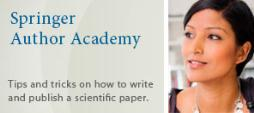 Springer
Author Academy
Tips and tricks on how to write
and publish a scientific paper.